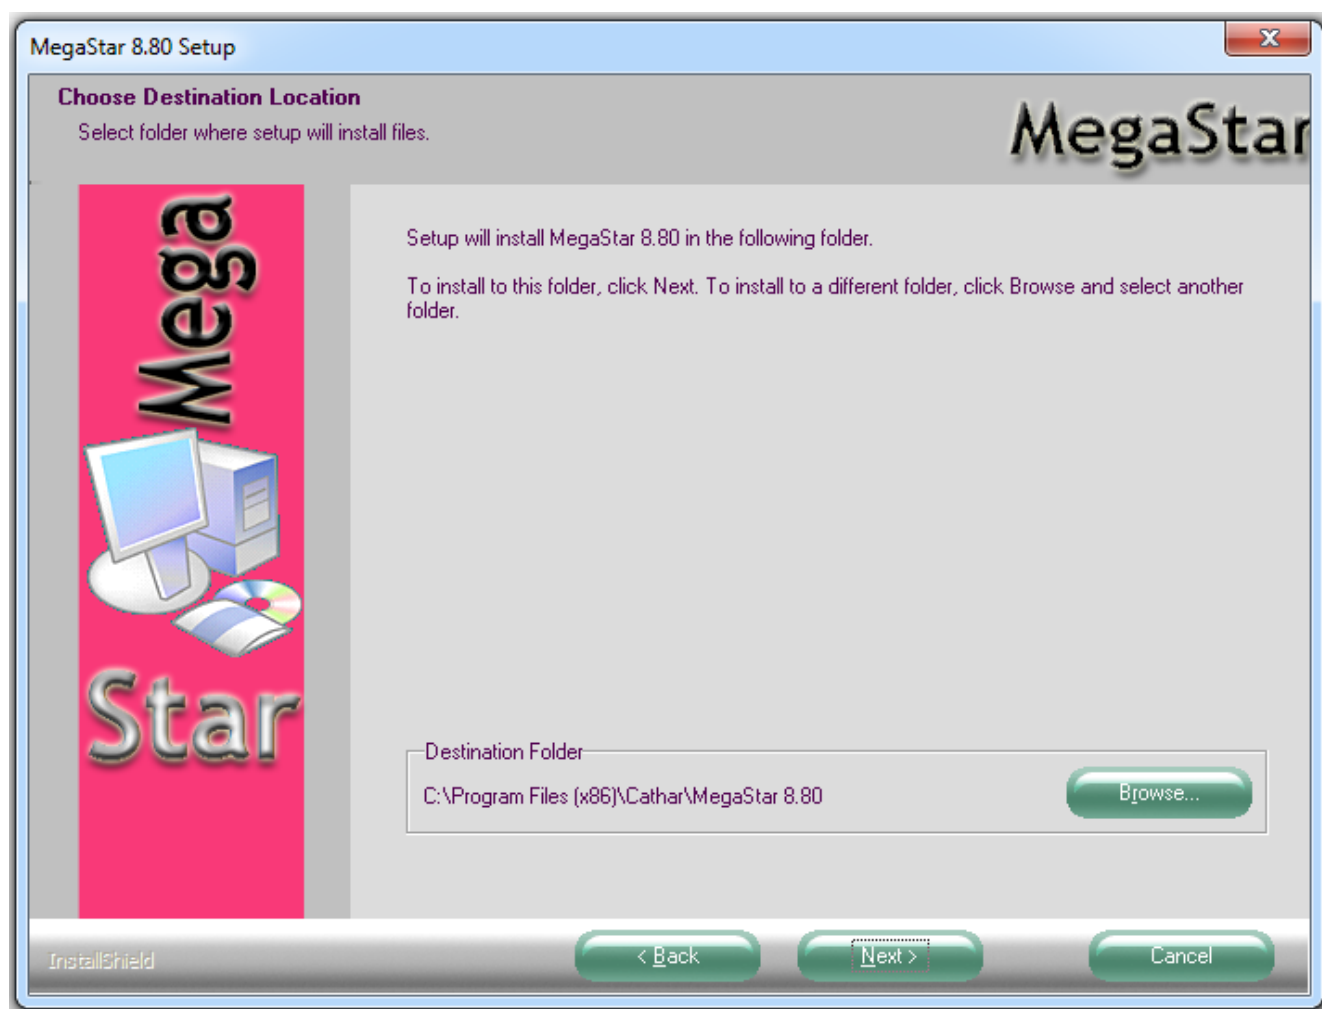 MegaStar 8.80 Setup
Choose Destination Location
Select folder where setup will install files.
MegaStar
Mega
Star
Setup will install MegaStar 8.80 in the following folder.
To install to this folder, click Next. To install to a different folder, click Browse and select another
folder.
Destination Folder
C:\Program Files (x86)\Cathar\MegaStar 8.80
Browse...
InstallShield
< Back
Next >
Cancel